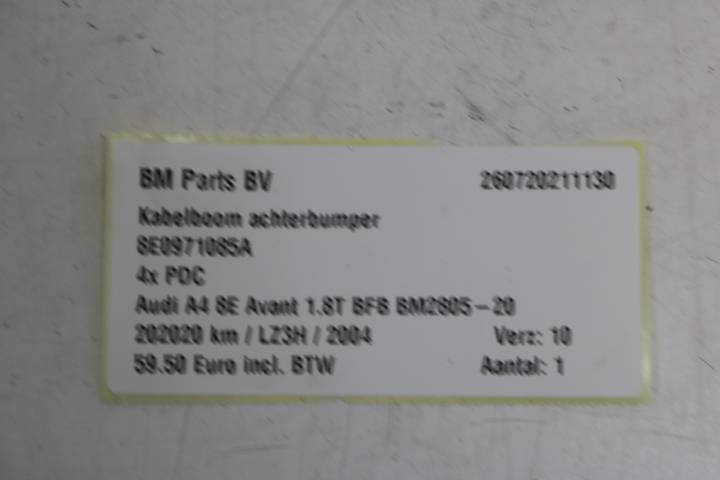 BM Parts BV 260720211130
Kabelboom achterbumper
8E0971085A
4x PDC
Audi A4 8E Avant 1.8T BFB BM2805-20
202020 km / LZ3H / 2004 Verz: 10
59.50 Euro incl. BTW Aantal: 1